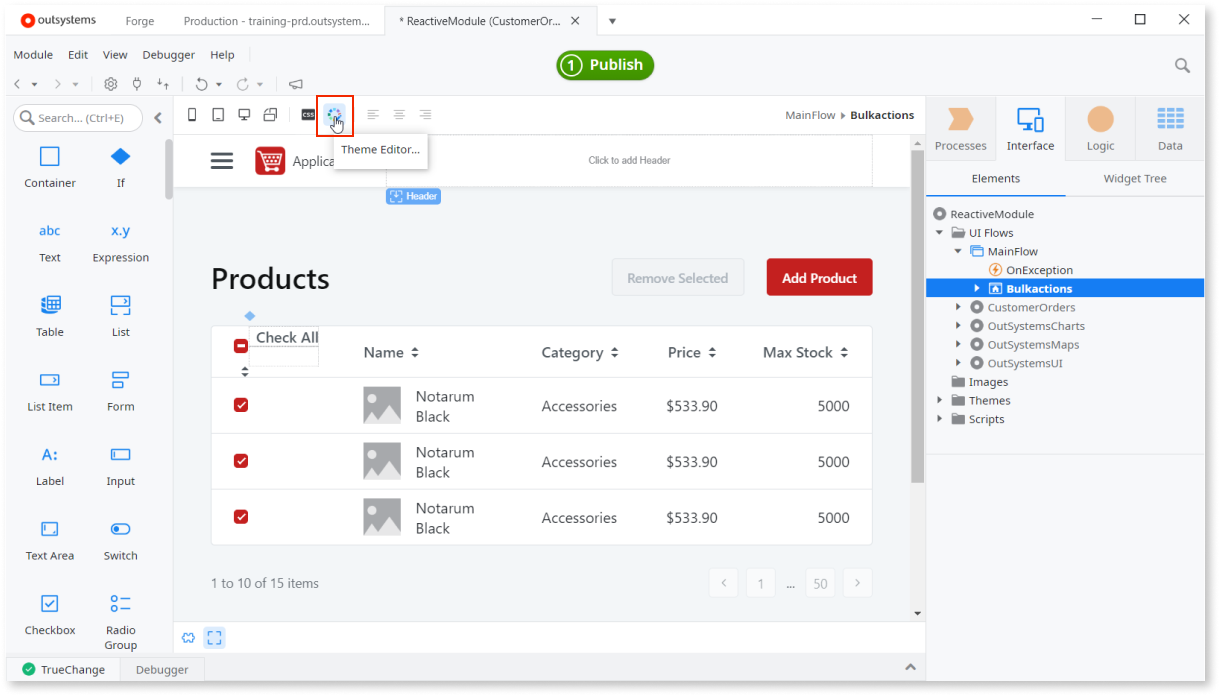 outsystems
Forge
Production - training-prd.outsystem...
* ReactiveModule (CustomerOr...
Module Edit View Debugger Help
1 Publish
Search... (Ctrl+E)
CSS
MainFlow Bulkactions
Theme Editor...
Processes
Interface
Logic
Data
Elements
Widget Tree
Container
If
abc
Text
x.y
Expression
Table
List
List Item
Form
A:
Label
Input
Text Area
Switch
Checkbox
Radio
Group
Applica
Click to add Header
Header
Products
Remove Selected
Add Product
Check All
Name Category Price Max Stock
Notarum
Black
Accessories $533.90 5000
Notarum
Black
Accessories $533.90 5000
Notarum
Black
Accessories $533.90 5000
1 to 10 of 15 items
1 ... 50
ReactiveModule
UI Flows
MainFlow
OnException
Bulkactions
CustomerOrders
OutSystemsCharts
OutSystemsMaps
OutSystemsUI
Images
Themes
Scripts
TrueChange
Debugger